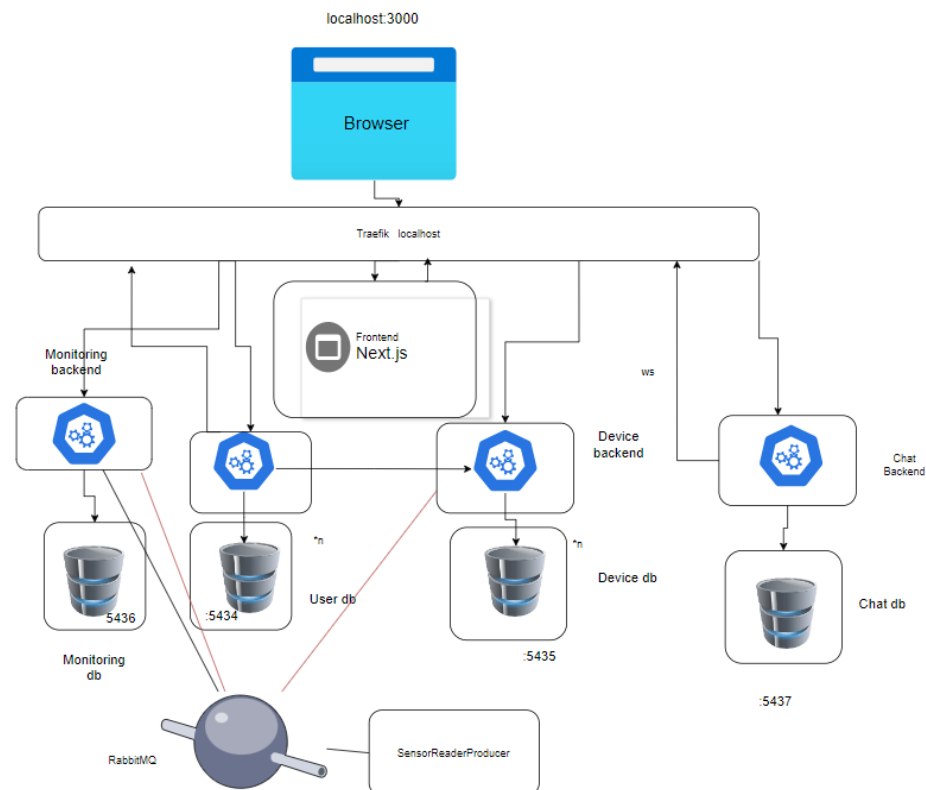 localhost:3000
Browser
Traefik localhost
Frontend
Next.js
Monitoring
backend
ws
Device
backend
Chat
Backend
*n
*n
5436
:5434
User db
Device db
Chat db
:5435
Monitoring
db
:5437
RabbitMQ
SensorReaderProducer